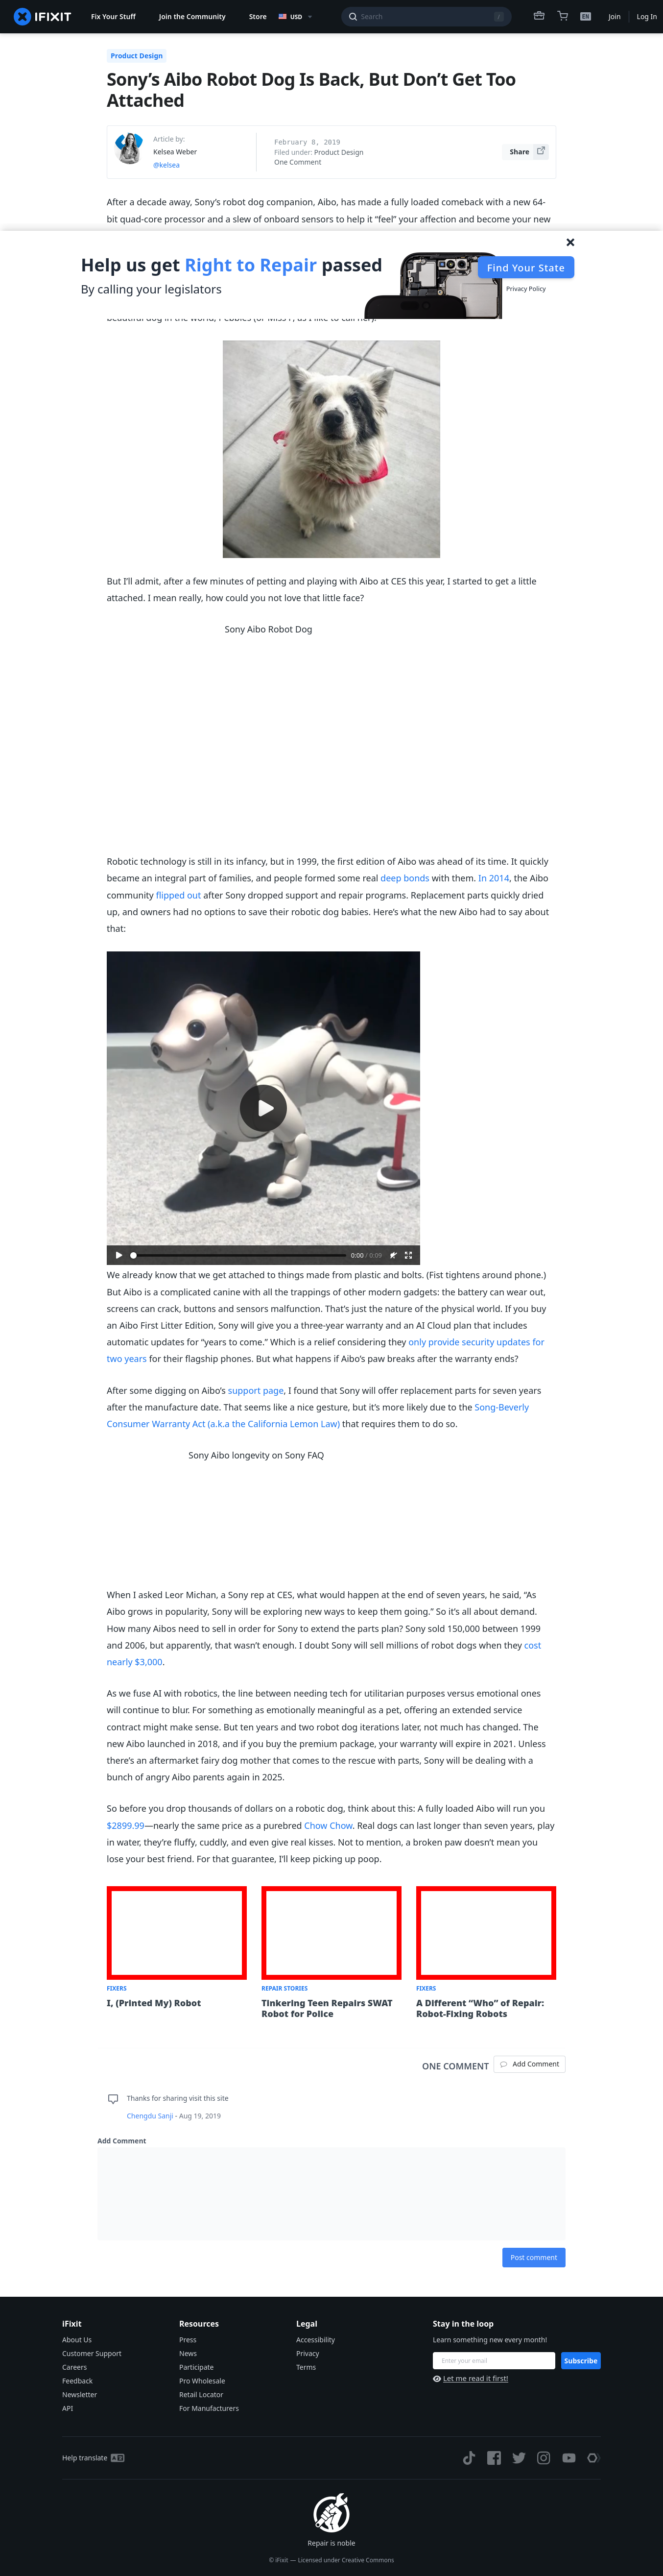 IFIXIT
Fix Your Stuff
Join the Community
Store
USD
Search
/
EN
Join
Log In
Product Design
Sony’s Aibo Robot Dog Is Back, But Don’t Get Too
Attached
Article by:
Kelsea Weber
@kelsea
February 8, 2019
Filed under: Product Design
One Comment
Share
After a decade away, Sony’s robot dog companion, Aibo, has made a fully loaded comeback with a new 64-
bit quad-core processor and a slew of onboard sensors to help it “feel” your affection and become your new
Help us get Right to Repair passed
By calling your legislators
Find Your State
Privacy Policy
But I’ll admit, after a few minutes of petting and playing with Aibo at CES this year, I started to get a little
attached. I mean really, how could you not love that little face?
Sony Aibo Robot Dog
Robotic technology is still in its infancy, but in 1999, the first edition of Aibo was ahead of its time. It quickly
became an integral part of families, and people formed some real deep bonds with them. In 2014, the Aibo
community flipped out after Sony dropped support and repair programs. Replacement parts quickly dried
up, and owners had no options to save their robotic dog babies. Here’s what the new Aibo had to say about
that:
0:00 / 0:09
We already know that we get attached to things made from plastic and bolts. (Fist tightens around phone.)
But Aibo is a complicated canine with all the trappings of other modern gadgets: the battery can wear out,
screens can crack, buttons and sensors malfunction. That’s just the nature of the physical world. If you buy
an Aibo First Litter Edition, Sony will give you a three-year warranty and an AI Cloud plan that includes
automatic updates for “years to come.” Which is a relief considering they only provide security updates for
two years for their flagship phones. But what happens if Aibo’s paw breaks after the warranty ends?
After some digging on Aibo’s support page, I found that Sony will offer replacement parts for seven years
after the manufacture date. That seems like a nice gesture, but it’s more likely due to the Song-Beverly
Consumer Warranty Act (a.k.a the California Lemon Law) that requires them to do so.
Sony Aibo longevity on Sony FAQ
When I asked Leor Michan, a Sony rep at CES, what would happen at the end of seven years, he said, “As
Aibo grows in popularity, Sony will be exploring new ways to keep them going.” So it’s all about demand.
How many Aibos need to sell in order for Sony to extend the parts plan? Sony sold 150,000 between 1999
and 2006, but apparently, that wasn’t enough. I doubt Sony will sell millions of robot dogs when they cost
nearly $3,000.
As we fuse AI with robotics, the line between needing tech for utilitarian purposes versus emotional ones
will continue to blur. For something as emotionally meaningful as a pet, offering an extended service
contract might make sense. But ten years and two robot dog iterations later, not much has changed. The
new Aibo launched in 2018, and if you buy the premium package, your warranty will expire in 2021. Unless
there’s an aftermarket fairy dog mother that comes to the rescue with parts, Sony will be dealing with a
bunch of angry Aibo parents again in 2025.
So before you drop thousands of dollars on a robotic dog, think about this: A fully loaded Aibo will run you
$2899.99—nearly the same price as a purebred Chow Chow. Real dogs can last longer than seven years, play
in water, they’re fluffy, cuddly, and even give real kisses. Not to mention, a broken paw doesn’t mean you
lose your best friend. For that guarantee, I’ll keep picking up poop.
FIXERS
I, (Printed My) Robot
REPAIR STORIES
Tinkering Teen Repairs SWAT
Robot for Police
FIXERS
A Different “Who” of Repair:
Robot-Fixing Robots
ONE COMMENT
Add Comment
Thanks for sharing visit this site
Chengdu Sanji - Aug 19, 2019
Add Comment
Post comment
iFixit
About Us
Customer Support
Careers
Feedback
Newsletter
API
Resources
Press
News
Participate
Pro Wholesale
Retail Locator
For Manufacturers
Legal
Accessibility
Privacy
Terms
Stay in the loop
Learn something new every month!
Enter your email
Subscribe
Let me read it first!
Help translate
Repair is noble
© iFixit — Licensed under Creative Commons